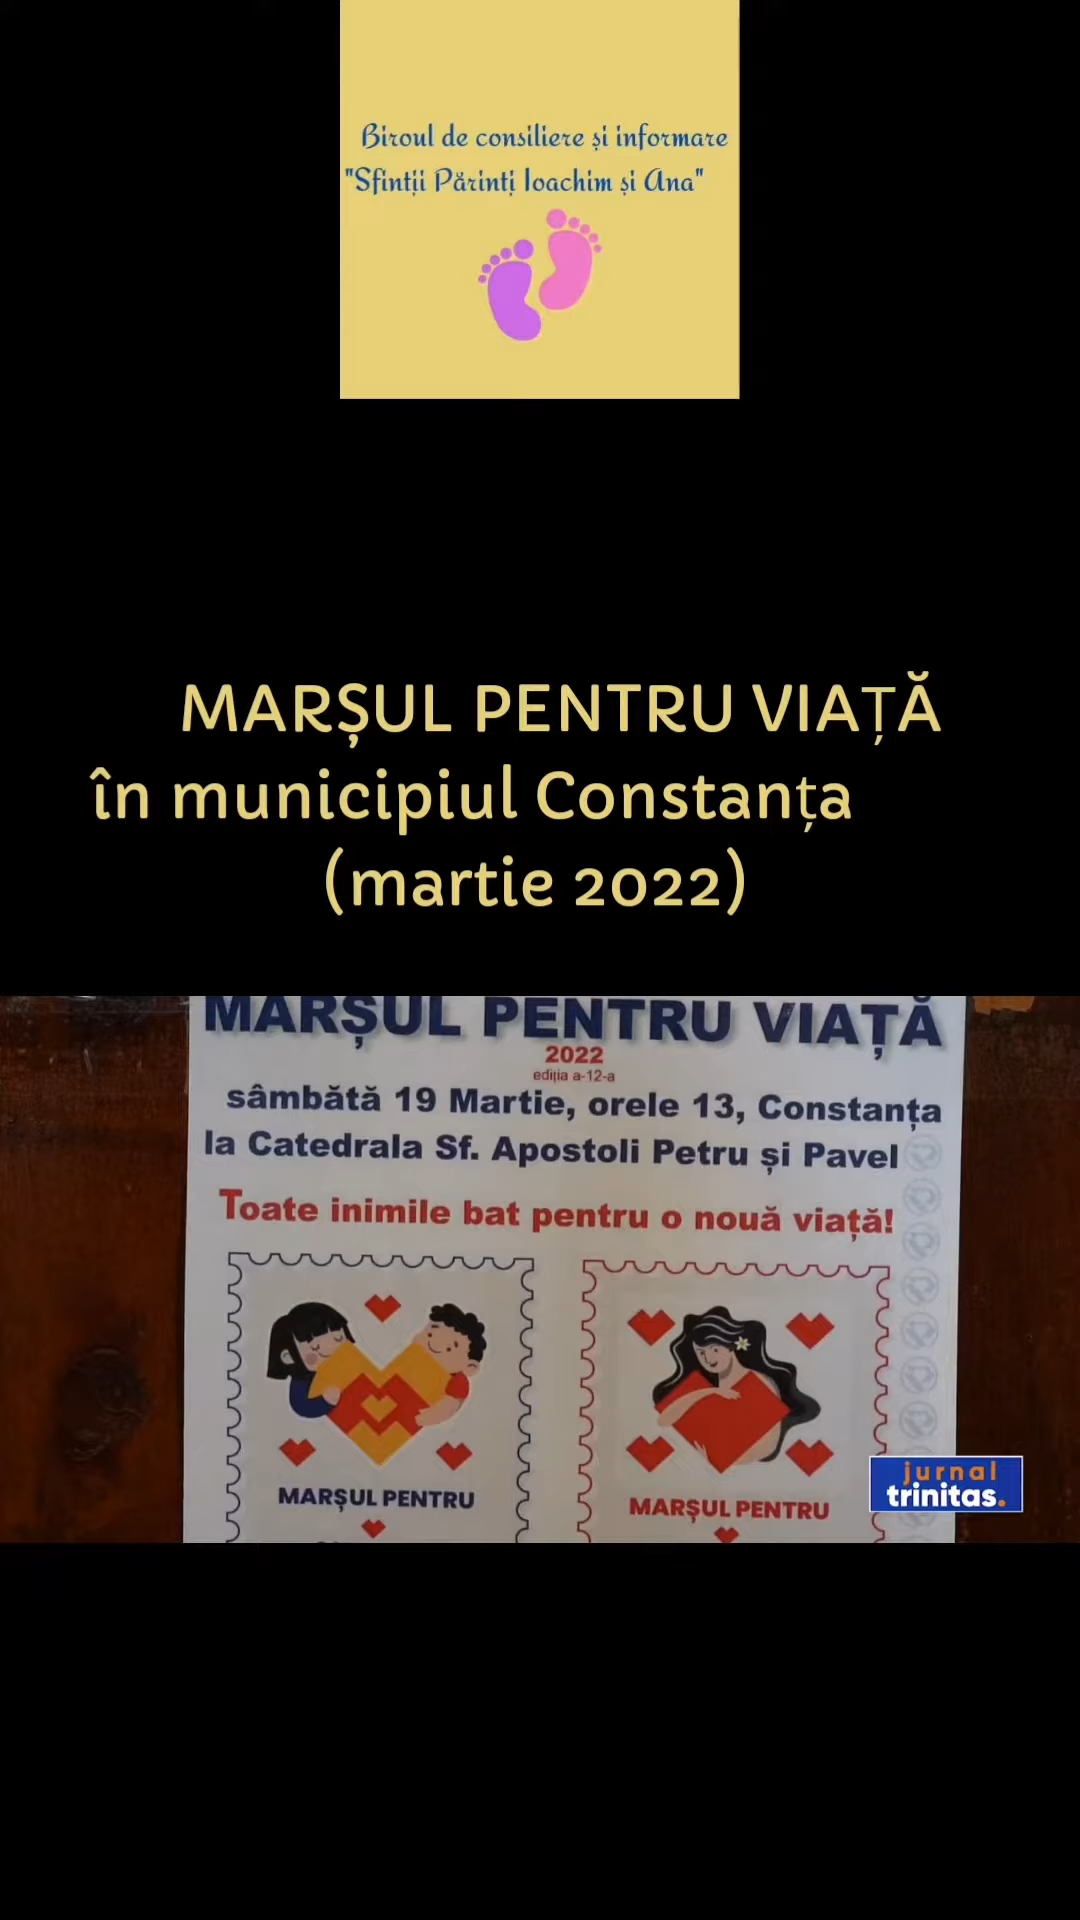 Biroul de consiliere și informare
"Sfinții Părinți Ioachim și Ana"
MARȘUL PENTRU VIAȚĂ
în municipiul Constanța
(martie 2022)
MARȘUL PENTRU VIAȚĂ
2022
ediția a-12-a
sâmbătă 19 Martie, orele 13, Constanța
la Catedrala Sf. Apostoli Petru și Pavel
Toate inimile bat pentru o nouă viață!
MARȘUL PENTRU
MARȘUL PENTRU
jurnal
trinitas.